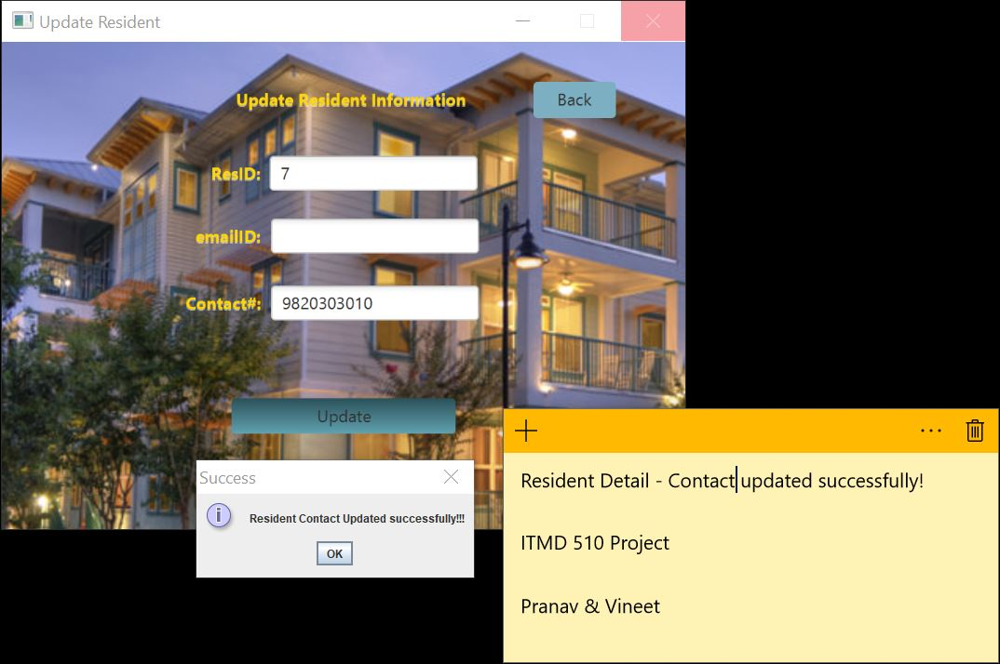 Update Resident
Update Resident Information
Back
ResID:
7
emailID:
Contact#:
9820303010
Update
Success
Resident Contact Updated successfully!!!
OK
Resident Detail - Contact updated successfully!
ITMD 510 Project
Pranav & Vineet